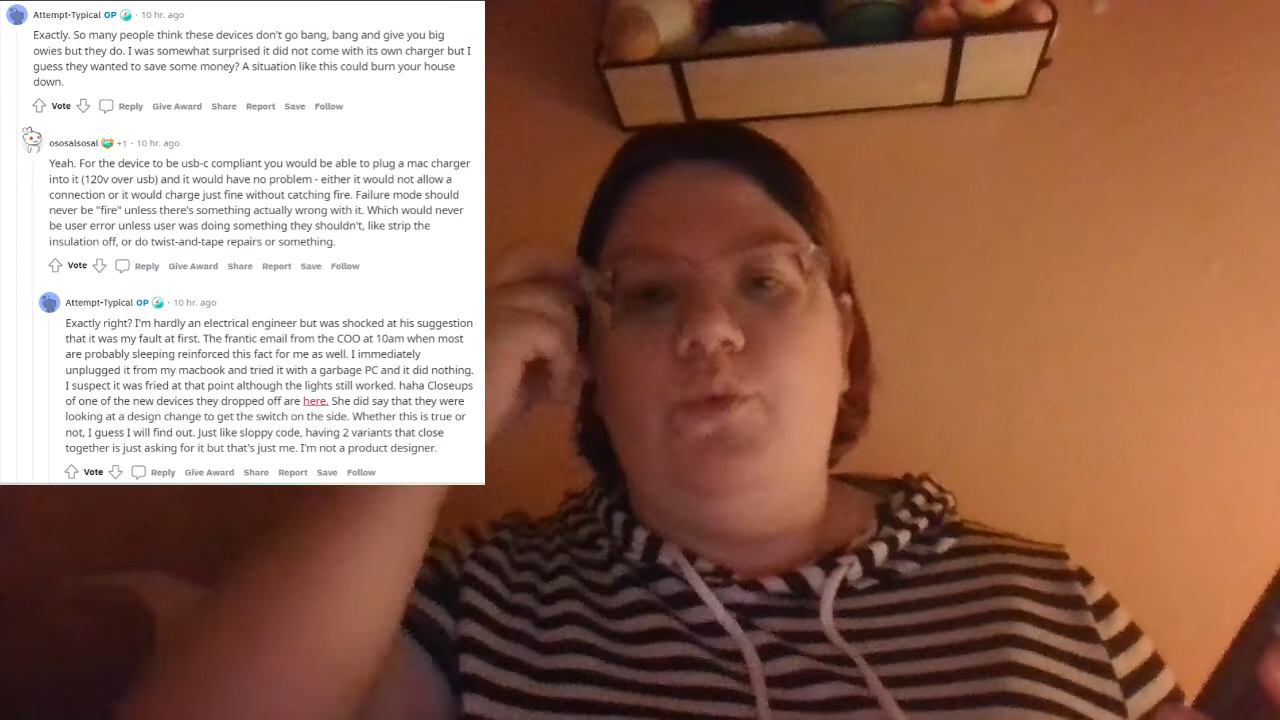 Attempt-Typical OP · 10 hr. ago
Exactly. So many people think these devices don't go bang, bang and give you big
owies but they do. I was somewhat surprised it did not come with its own charger but I
guess they wanted to save some money? A situation like this could burn your house
down.
Vote Reply Give Award Share Report Save Follow
ososalsosal +1 · 10 hr. ago
Yeah. For the device to be usb-c compliant you would be able to plug a mac charger
into it (120v over usb) and it would have no problem - either it would not allow a
connection or it would charge just fine without catching fire. Failure mode should
never be "fire" unless there's something actually wrong with it. Which would never
be user error unless user was doing something they shouldn't, like strip the
insulation off, or do twist-and-tape repairs or something.
Vote Reply Give Award Share Report Save Follow
Attempt-Typical OP · 10 hr. ago
Exactly right? I'm hardly an electrical engineer but was shocked at his suggestion
that it was my fault at first. The frantic email from the COO at 10am when most
are probably sleeping reinforced this fact for me as well. I immediately
unplugged it from my macbook and tried it with a garbage PC and it did nothing.
I suspect it was fried at that point although the lights still worked. haha Closeups
of one of the new devices they dropped off are here. She did say that they were
looking at a design change to get the switch on the side. Whether this is true or
not, I guess I will find out. Just like sloppy code, having 2 variants that close
together is just asking for it but that's just me. I'm not a product designer.
Vote Reply Give Award Share Report Save Follow